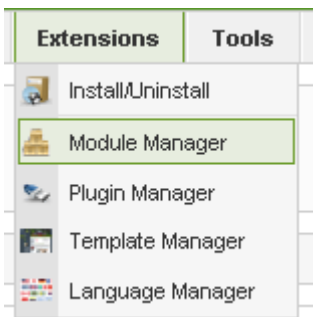 Extensions Tools
Install/Uninstall
Module Manager
Plugin Manager
Template Manager
Language Manager